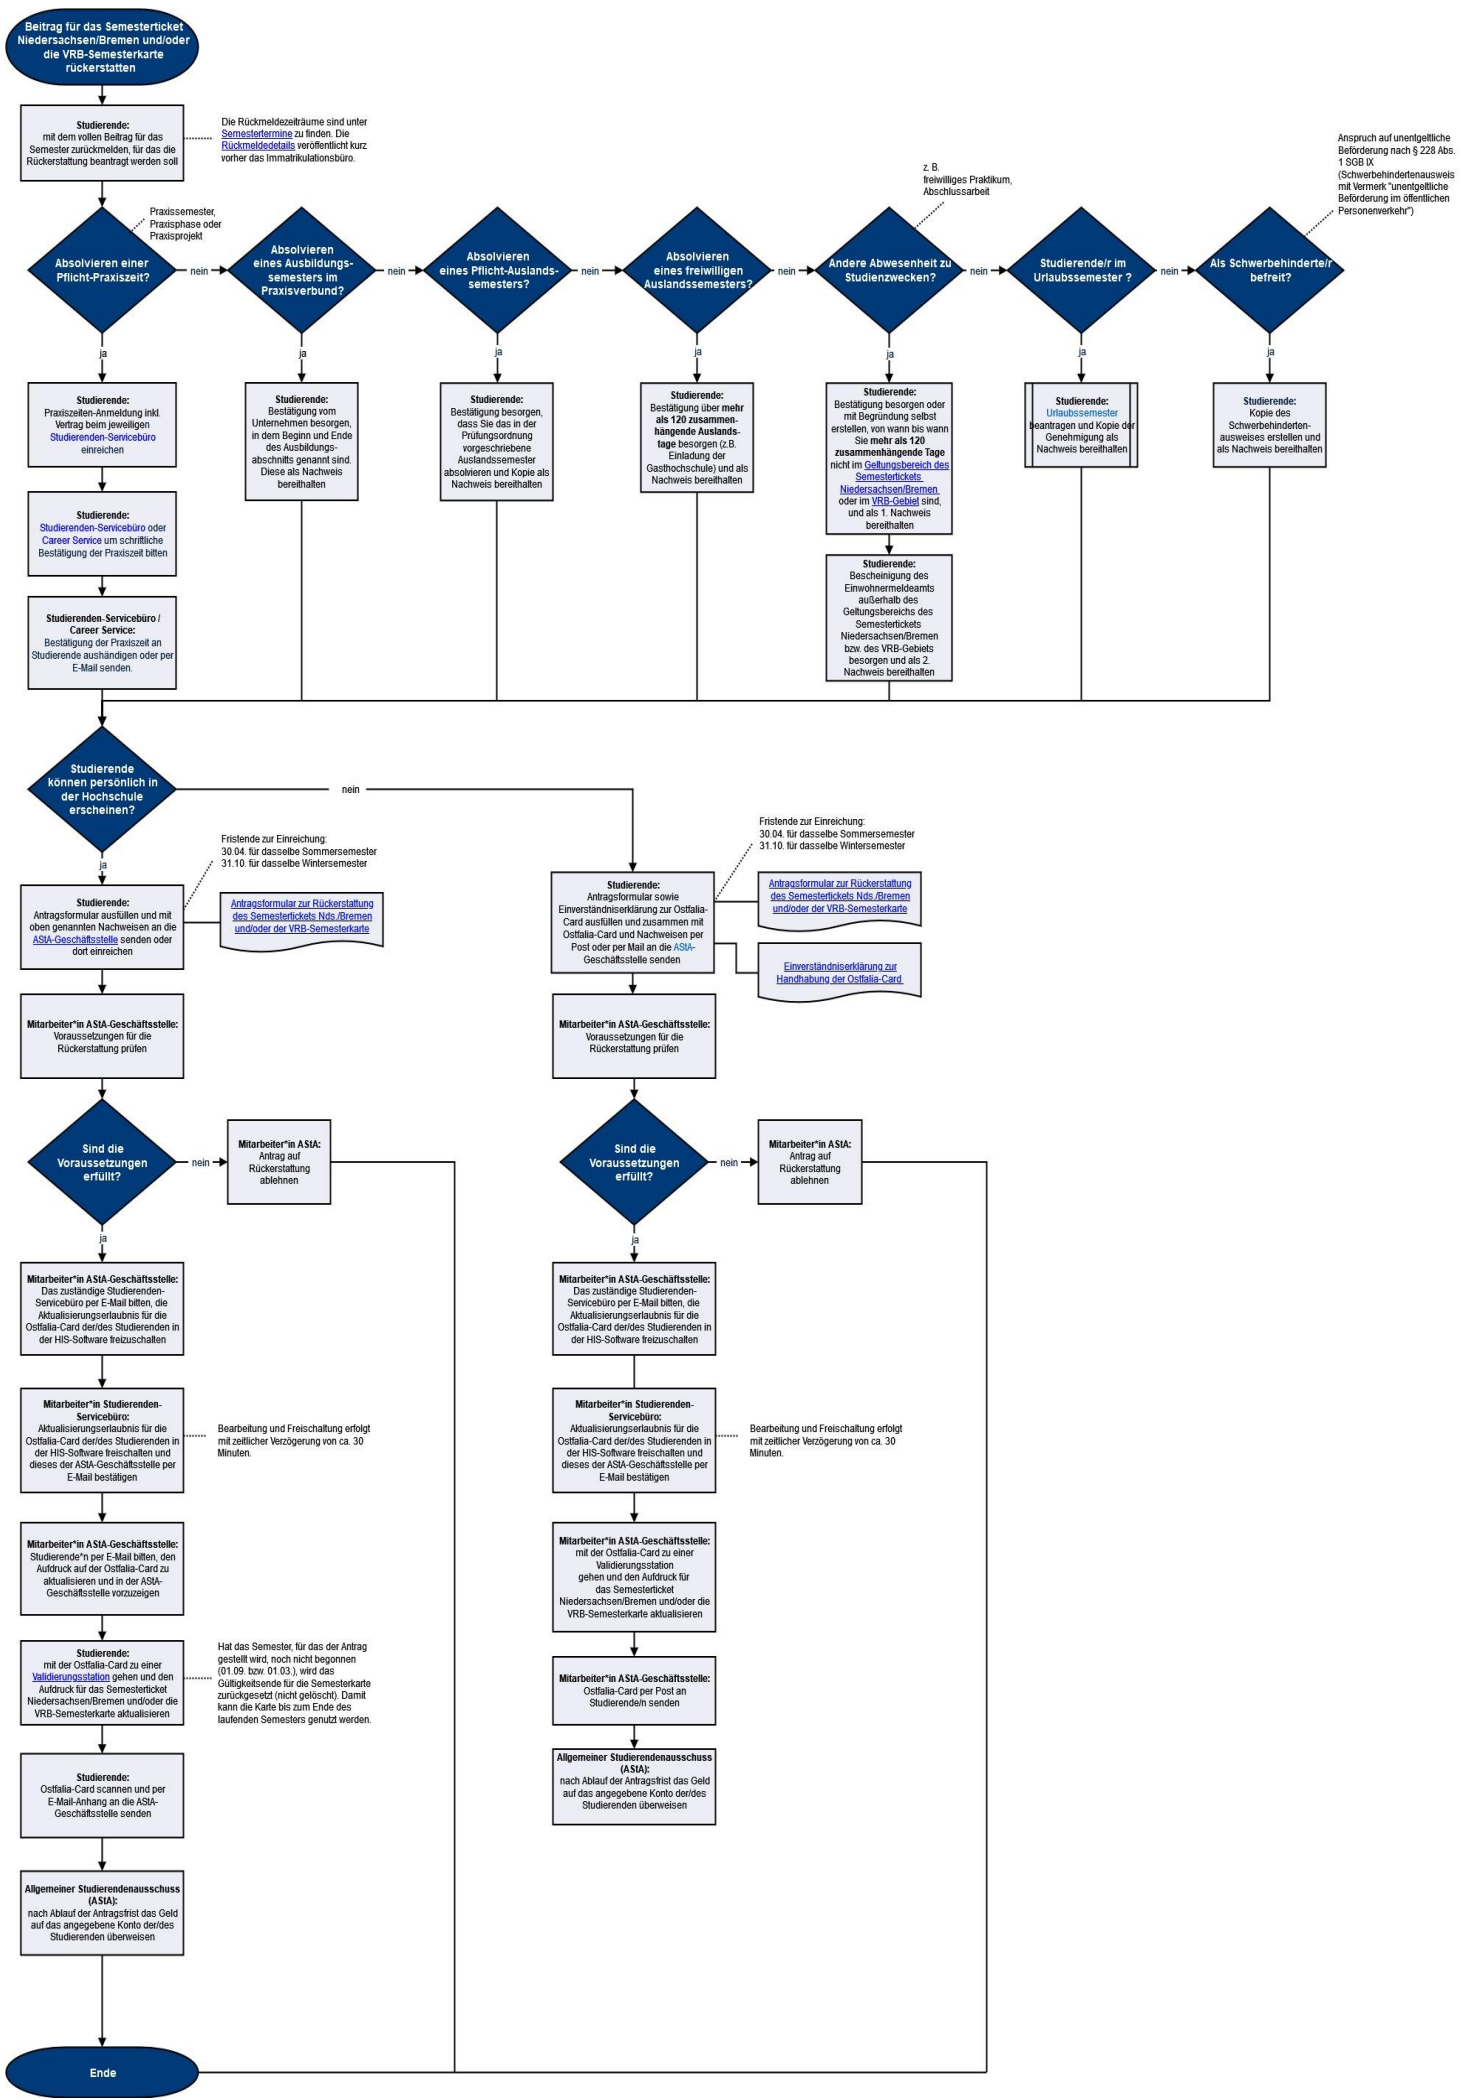 Beitrag für das Semesterticket
Niedersachsen/Bremen und/oder
die VRB-Semesterkarte
rückerstatten
Studierende:
mit dem vollen Beitrag für das
Semester zurückmelden, für das die
Rückerstattung beantragt werden soll
Die Rückmeldezeiträume sind unter
Semestertermine zu finden. Die
Rückmeldedetails veröffentlicht kurz
vorher das Immatrikulationsbüro.
Absolvieren einer
Pflicht-Praxiszeit?
Praxissemester,
Praxisphase oder
Praxisprojekt
nein
Absolvieren
eines Ausbildungs-
semesters im
Praxisverbund?
nein
Absolvieren
eines Pflicht-Auslands-
semesters?
nein
Absolvieren
eines freiwilligen
Auslandssemesters?
nein
Andere Abwesenheit zu
Studienzwecken?
z. B.
freiwilliges Praktikum,
Abschlussarbeit
nein
Studierende/r im
Urlaubssemester ?
nein
Als Schwerbehinderte/r
befreit?
Anspruch auf unentgeltliche
Beförderung nach § 228 Abs.
1 SGB IX
(Schwerbehindertenausweis
mit Vermerk "unentgeltliche
Beförderung im öffentlichen
Personenverkehr")
ja
ja
ja
ja
ja
ja
ja
Studierende:
Praxiszeiten-Anmeldung inkl.
Vertrag beim jeweiligen
Studierenden-Servicebüro
einreichen
Studierende:
Studierenden-Servicebüro oder
Career Service um schriftliche
Bestätigung der Praxiszeit bitten
Studierenden-Servicebüro /
Career Service:
Bestätigung der Praxiszeit an
Studierende aushändigen oder per
E-Mail senden.
Studierende:
Bestätigung vom
Unternehmen besorgen,
in dem Beginn und Ende
des Ausbildungs-
abschnitts genannt sind.
Diese als Nachweis
bereithalten
Studierende:
Bestätigung besorgen,
dass Sie das in der
Prüfungsordnung
vorgeschriebene
Auslandssemester
absolvieren und Kopie als
Nachweis bereithalten
Studierende:
Bestätigung über mehr
als 120 zusammen-
hängende Auslands-
tage besorgen (z.B.
Einladung der
Gasthochschule) und als
Nachweis bereithalten
Studierende:
Bestätigung besorgen oder
mit Begründung selbst
erstellen, von wann bis wann
Sie mehr als 120
zusammenhängende Tage
nicht im Geltungsbereich des
Semestertickets
Niedersachsen/Bremen
oder im VRB-Gebiet sind,
und als 1. Nachweis
bereithalten
Studierende:
Bescheinigung des
Einwohnermeldeamts
außerhalb des
Geltungsbereichs des
Semestertickets
Niedersachsen/Bremen
bzw. des VRB-Gebiets
besorgen und als 2.
Nachweis bereithalten
Studierende:
Urlaubssemester
beantragen und Kopie der
Genehmigung als
Nachweis bereithalten
Studierende:
Kopie des
Schwerbehinderten-
ausweises erstellen und
als Nachweis bereithalten
Studierende
können persönlich in
der Hochschule
erscheinen?
nein
ja
Fristende zur Einreichung:
30.04. für dasselbe Sommersemester
31.10. für dasselbe Wintersemester
Studierende:
Antragsformular ausfüllen und mit
oben genannten Nachweisen an die
AStA-Geschäftsstelle senden oder
dort einreichen
Antragsformular zur Rückerstattung
des Semestertickets Nds./Bremen
und/oder der VRB-Semesterkarte
Mitarbeiter*in AStA-Geschäftsstelle:
Voraussetzungen für die
Rückerstattung prüfen
Sind die
Voraussetzungen
erfüllt?
nein
Mitarbeiter*in AStA:
Antrag auf
Rückerstattung
ablehnen
ja
Mitarbeiter*in AStA-Geschäftsstelle:
Das zuständige Studierenden-
Servicebüro per E-Mail bitten, die
Aktualisierungserlaubnis für die
Ostfalia-Card der/des Studierenden in
der HIS-Software freizuschalten
Mitarbeiter*in Studierenden-
Servicebüro:
Aktualisierungserlaubnis für die
Ostfalia-Card der/des Studierenden in
der HIS-Software freischalten und
dieses der AStA-Geschäftsstelle per
E-Mail bestätigen
Bearbeitung und Freischaltung erfolgt
mit zeitlicher Verzögerung von ca. 30
Minuten.
Mitarbeiter*in AStA-Geschäftsstelle:
Studierende*n per E-Mail bitten, den
Aufdruck auf der Ostfalia-Card zu
aktualisieren und in der AStA-
Geschäftsstelle vorzuzeigen
Studierende:
mit der Ostfalia-Card zu einer
Validierungsstation gehen und den
Aufdruck für das Semesterticket
Niedersachsen/Bremen und/oder die
VRB-Semesterkarte aktualisieren
Hat das Semester, für das der Antrag
gestellt wird, noch nicht begonnen
(01.09. bzw. 01.03.), wird das
Gültigkeitsende für die Semesterkarte
zurückgesetzt (nicht gelöscht). Damit
kann die Karte bis zum Ende des
laufenden Semesters genutzt werden.
Studierende:
Ostfalia-Card scannen und per
E-Mail-Anhang an die AStA-
Geschäftsstelle senden
Allgemeiner Studierendenausschuss
(AStA):
nach Ablauf der Antragsfrist das Geld
auf das angegebene Konto der/des
Studierenden überweisen
Ende
Fristende zur Einreichung:
30.04. für dasselbe Sommersemester
31.10. für dasselbe Wintersemester
Studierende:
Antragsformular sowie
Einverständniserklärung zur Ostfalia-
Card ausfüllen und zusammen mit
Ostfalia-Card und Nachweisen per
Post oder per Mail an die AStA-
Geschäftsstelle senden
Antragsformular zur Rückerstattung
des Semestertickets Nds./Bremen
und/oder der VRB-Semesterkarte
Einverständniserklärung zur
Handhabung der Ostfalia-Card
Mitarbeiter*in AStA-Geschäftsstelle:
Voraussetzungen für die
Rückerstattung prüfen
Sind die
Voraussetzungen
erfüllt?
nein
Mitarbeiter*in AStA:
Antrag auf
Rückerstattung
ablehnen
ja
Mitarbeiter*in AStA-Geschäftsstelle:
Das zuständige Studierenden-
Servicebüro per E-Mail bitten, die
Aktualisierungserlaubnis für die
Ostfalia-Card der/des Studierenden in
der HIS-Software freizuschalten
Mitarbeiter*in Studierenden-
Servicebüro:
Aktualisierungserlaubnis für die
Ostfalia-Card der/des Studierenden in
der HIS-Software freischalten und
dieses der AStA-Geschäftsstelle per
E-Mail bestätigen
Bearbeitung und Freischaltung erfolgt
mit zeitlicher Verzögerung von ca. 30
Minuten.
Mitarbeiter*in AStA-Geschäftsstelle:
mit der Ostfalia-Card zu einer
Validierungsstation
gehen und den Aufdruck für
das Semesterticket
Niedersachsen/Bremen und/oder die
VRB-Semesterkarte aktualisieren
Mitarbeiter*in AStA-Geschäftsstelle:
Ostfalia-Card per Post an
Studierende/n senden
Allgemeiner Studierendenausschuss
(AStA):
nach Ablauf der Antragsfrist das Geld
auf das angegebene Konto der/des
Studierenden überweisen